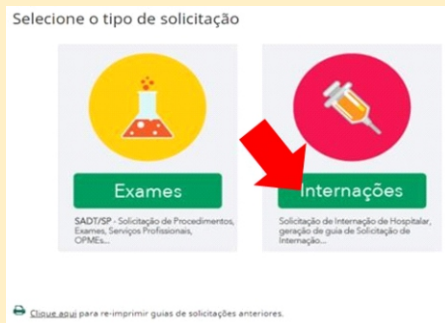 Selecione o tipo de solicitação
Exames
Internações
SADT/SP - Solicitação de Procedimentos,
Exames, Serviços Profissionais,
OPMEs...
Solicitação de Internação de Hospitalar,
geração de guia de Solicitação de
Internação...
Clique aqui para re-imprimir guias de solicitações anteriores.